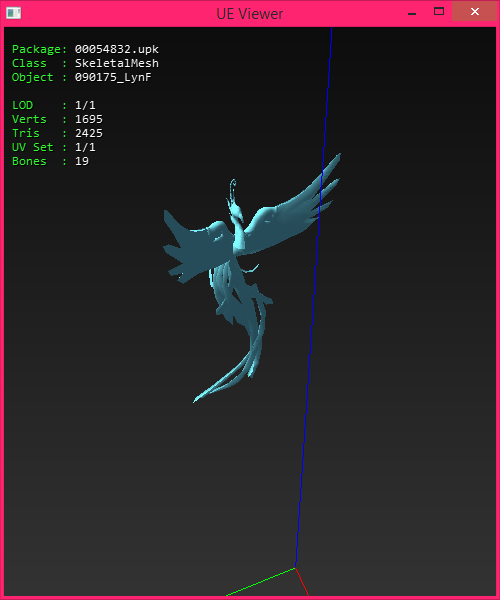 UE Viewer
Package: 00054832.upk
Class : SkeletalMesh
Object : 090175_LynF
LOD : 1/1
Verts : 1695
Tris : 2425
UV Set : 1/1
Bones : 19